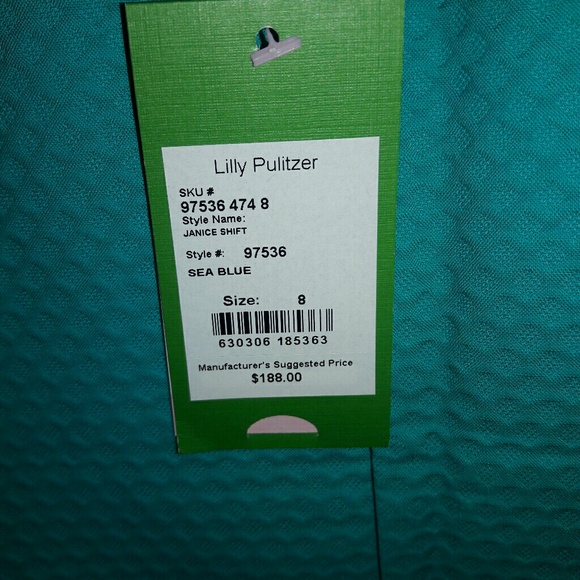 Lilly Pulitzer
SKU #
97536 474 8
Style Name:
JANICE SHIFT
Style #: 97536
SEA BLUE
Size: 8
630306 185363
Manufacturer's Suggested Price
$188.00